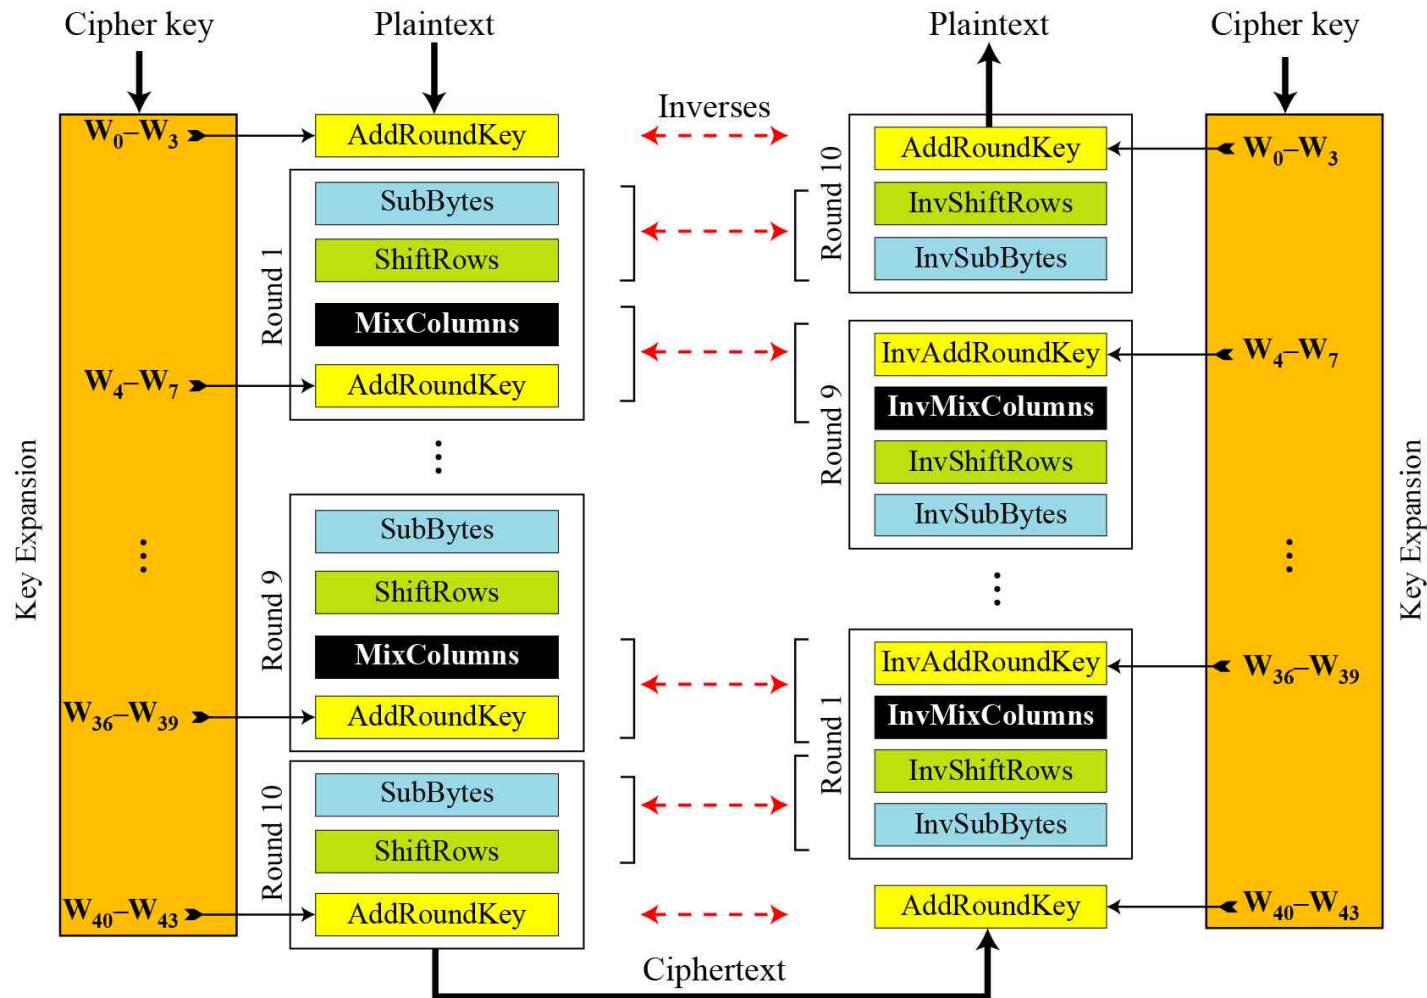 Cipher key
Plaintext
Plaintext
Cipher key
Inverses
W0–W3
AddRoundKey
AddRoundKey
W0–W3
Round 1
SubBytes
ShiftRows
MixColumns
AddRoundKey
W4–W7
Round 10
InvShiftRows
InvSubBytes
Round 9
InvAddRoundKey
W4–W7
InvMixColumns
InvShiftRows
InvSubBytes
Key Expansion
⋮
⋮
Round 9
SubBytes
ShiftRows
MixColumns
AddRoundKey
W36–W39
⋮
⋮
Key Expansion
Round 1
InvAddRoundKey
W36–W39
InvMixColumns
InvShiftRows
InvSubBytes
Round 10
SubBytes
ShiftRows
AddRoundKey
W40–W43
AddRoundKey
W40–W43
Ciphertext